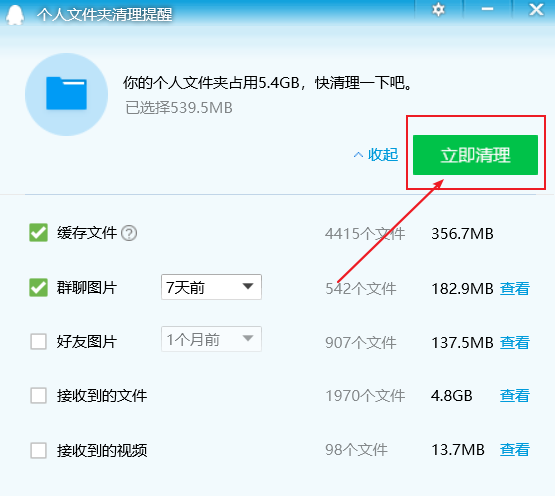 个人文件夹清理提醒
你的个人文件夹占用5.4GB，快清理一下吧。
已选择539.5MB
收起 立即清理
缓存文件 ? 4415个文件 356.7MB
群聊图片 7天前 542个文件 182.9MB 查看
好友图片 1个月前 907个文件 137.5MB 查看
接收到的文件 1970个文件 4.8GB 查看
接收到的视频 98个文件 13.7MB 查看